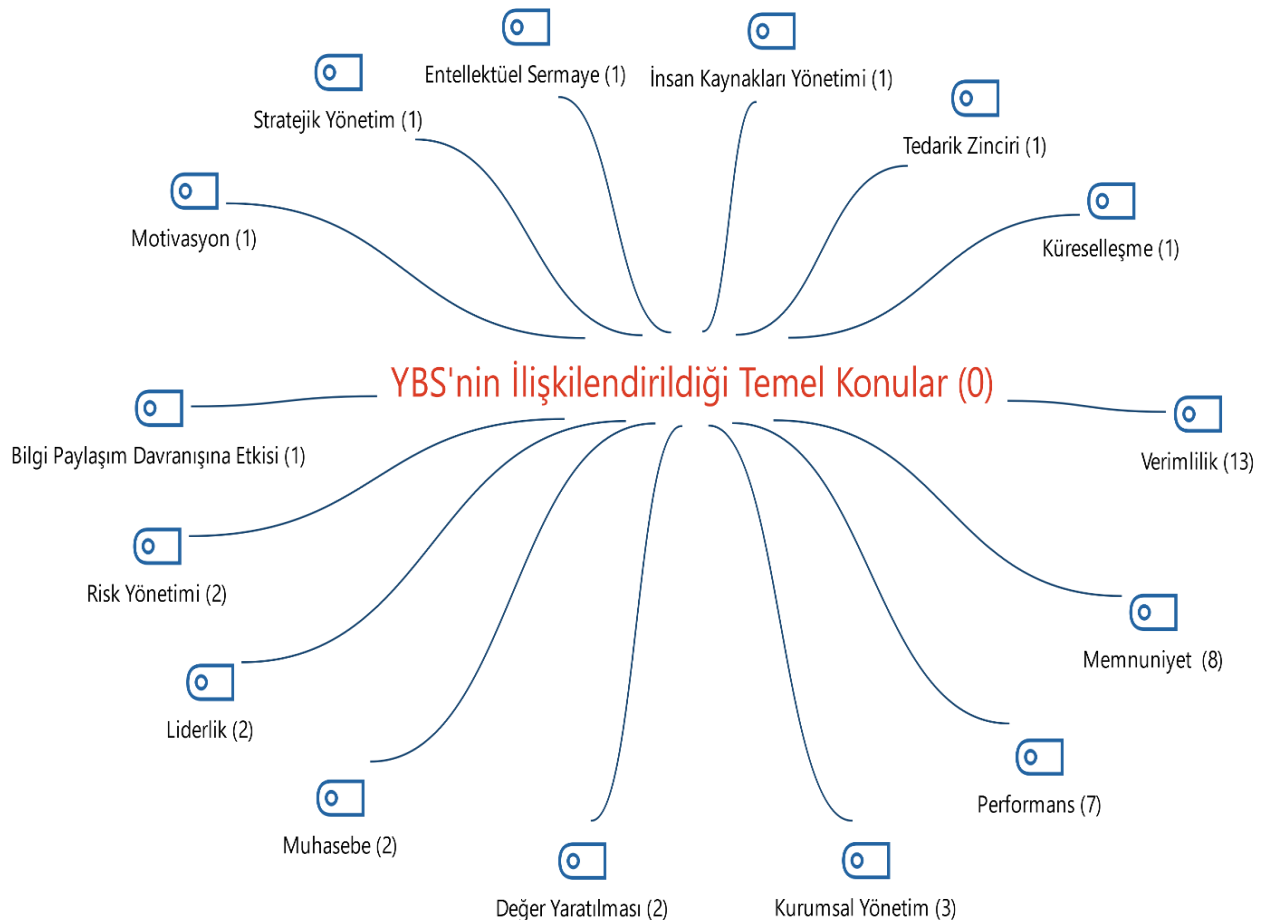 Entellektüel Sermaye (1)
İnsan Kaynakları Yönetimi (1)
Stratejik Yönetim (1)
Tedarik Zinciri (1)
Motivasyon (1)
Küreselleşme (1)
YBS'nin İlişkilendirildiği Temel Konular (0)
Bilgi Paylaşım Davranışına Etkisi (1)
Verimlilik (13)
Risk Yönetimi (2)
Memnuniyet (8)
Liderlik (2)
Performans (7)
Muhasebe (2)
Değer Yaratılması (2)
Kurumsal Yönetim (3)